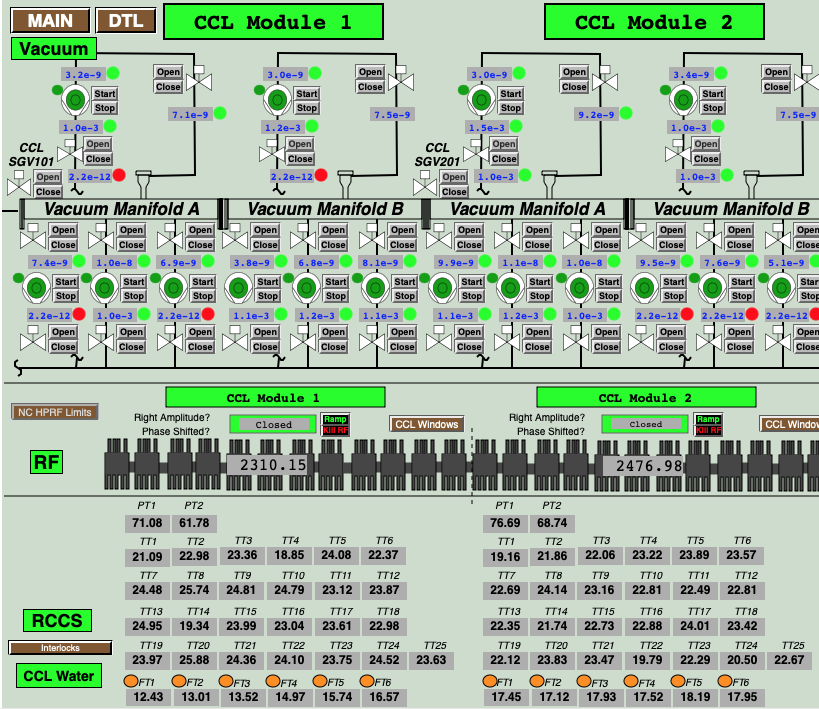 MAIN DTL CCL Module 1 CCL Module 2
Vacuum
3.2e-9 Open Close 3.0e-9 Open Close 3.0e-9 Open Close 3.4e-9 Open Close
Start Stop Start Stop Start Stop Start Stop
7.1e-9 7.5e-9 9.2e-9 7.5e-9
1.0e-3 1.2e-3 1.5e-3 1.0e-3
CCL SGV101 Open Close Open Close CCL SGV201 Open Close Open Close
2.2e-12 2.2e-12 1.0e-3 1.0e-3
Open Close Open Close
Vacuum Manifold A Vacuum Manifold B Vacuum Manifold A Vacuum Manifold B
Open Open Open Open Open Open Open Open Open Open Open Open
Close Close Close Close Close Close Close Close Close Close Close Close
7.4e-9 1.0e-8 6.9e-9 3.8e-9 6.8e-9 8.1e-9 9.9e-9 1.1e-8 1.0e-8 9.5e-9 7.6e-9 5.1e-9
Start Start Start Start Start Start Start Start Start Start Start Start
Stop Stop Stop Stop Stop Stop Stop Stop Stop Stop Stop Stop
2.2e-12 1.0e-3 2.2e-12 1.1e-3 1.2e-3 1.1e-3 1.1e-3 1.2e-3 1.0e-3 2.2e-12 2.2e-12 2.2e-12
Open Open Open Open Open Open Open Open Open Open Open Open
Close Close Close Close Close Close Close Close Close Close Close Close
CCL Module 1 CCL Module 2
NC HPRF Limits
Right Amplitude? Closed Ramp CCL Windows Right Amplitude? Closed Ramp CCL Window
Phase Shifted? Kill RF Phase Shifted? Kill RF
RF 2310.15 2476.98
PT1 PT2 PT1 PT2
71.08 61.78 76.69 68.74
TT1 TT2 TT3 TT4 TT5 TT6 TT1 TT2 TT3 TT4 TT5 TT6
21.09 22.98 23.36 18.85 24.08 22.37 19.16 21.86 22.06 23.22 23.89 23.57
TT7 TT8 TT9 TT10 TT11 TT12 TT7 TT8 TT9 TT10 TT11 TT12
24.48 25.74 24.81 24.79 23.12 23.87 22.69 24.14 23.16 22.81 22.49 22.81
TT13 TT14 TT15 TT16 TT17 TT18 TT13 TT14 TT15 TT16 TT17 TT18
RCCS 24.95 19.34 23.99 23.04 23.61 22.98 22.35 21.74 22.73 22.88 24.01 23.42
Interlocks TT19 TT20 TT21 TT22 TT23 TT24 TT25 TT19 TT20 TT21 TT22 TT23 TT24 TT25
23.97 25.88 24.36 24.10 23.75 24.52 23.63 22.12 23.83 23.47 19.79 22.29 20.50 22.67
CCL Water FT1 FT2 FT3 FT4 FT5 FT6 FT1 FT2 FT3 FT4 FT5 FT6
12.43 13.01 13.52 14.97 15.74 16.57 17.45 17.12 17.93 17.52 18.19 17.95